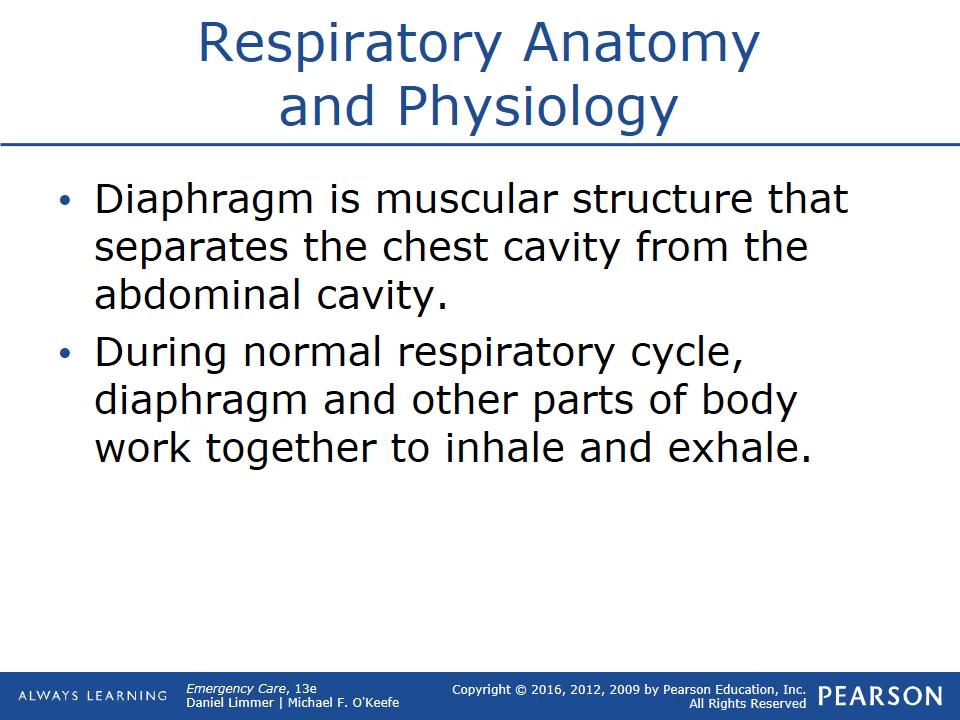 Respiratory Anatomy
and Physiology
• Diaphragm is muscular structure that
separates the chest cavity from the
abdominal cavity.
• During normal respiratory cycle,
diaphragm and other parts of body
work together to inhale and exhale.
ALWAYS LEARNING
Emergency Care, 13e
Daniel Limmer | Michael F. O'Keefe
Copyright © 2016, 2012, 2009 by Pearson Education, Inc.
All Rights Reserved
PEARSON